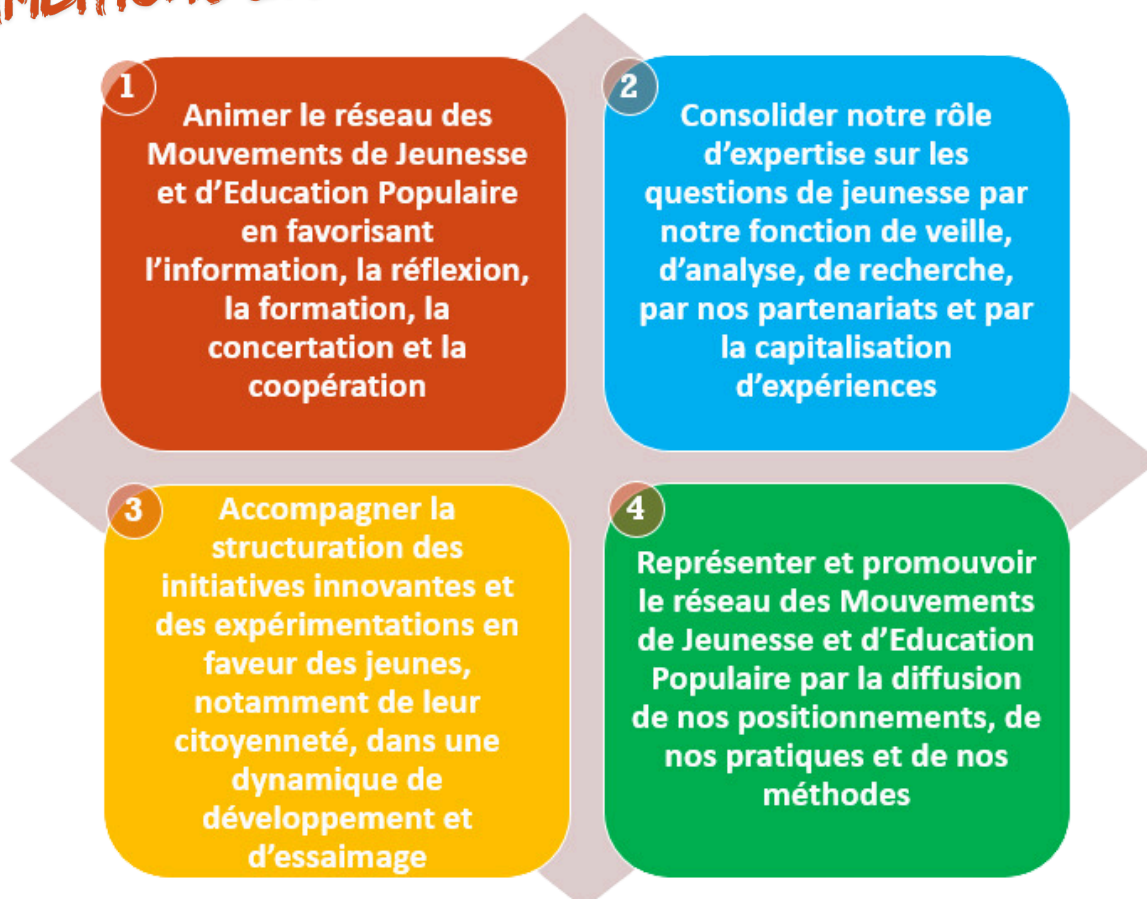 1
Animer le réseau des
Mouvements de Jeunesse
et d'Education Populaire
en favorisant
l'information, la réflexion,
la formation, la
concertation et la
coopération
2
Consolider notre rôle
d'expertise sur les
questions de jeunesse par
notre fonction de veille,
d'analyse, de recherche,
par nos partenariats et par
la capitalisation
d'expériences
3
Accompagner la
structuration des
initiatives innovantes et
des expérimentations en
faveur des jeunes,
notamment de leur
citoyenneté, dans une
dynamique de
développement et
d'essaimage
4
Représenter et promouvoir
le réseau des Mouvements
de Jeunesse et d'Education
Populaire par la diffusion
de nos positionnements, de
nos pratiques et de nos
méthodes